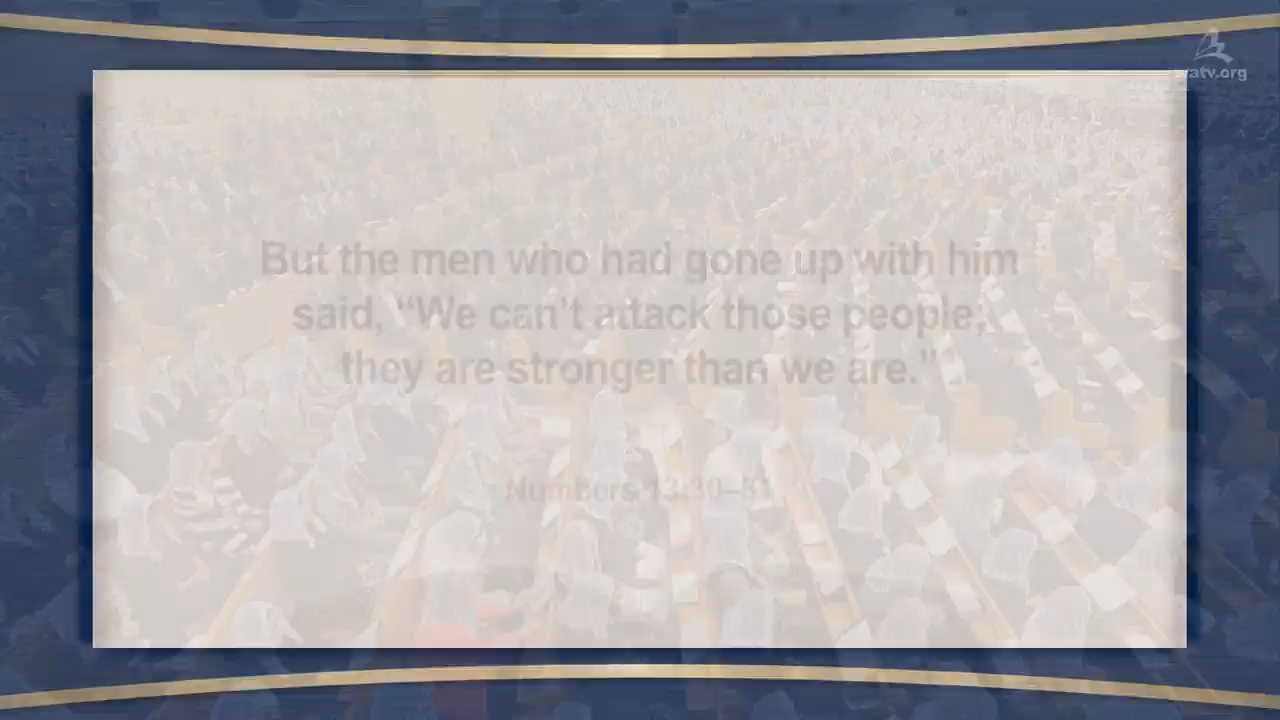 watv.org
But the men who had gone up with him
said, “We can’t attack those people;
they are stronger than we are.”
Numbers 13:30–31